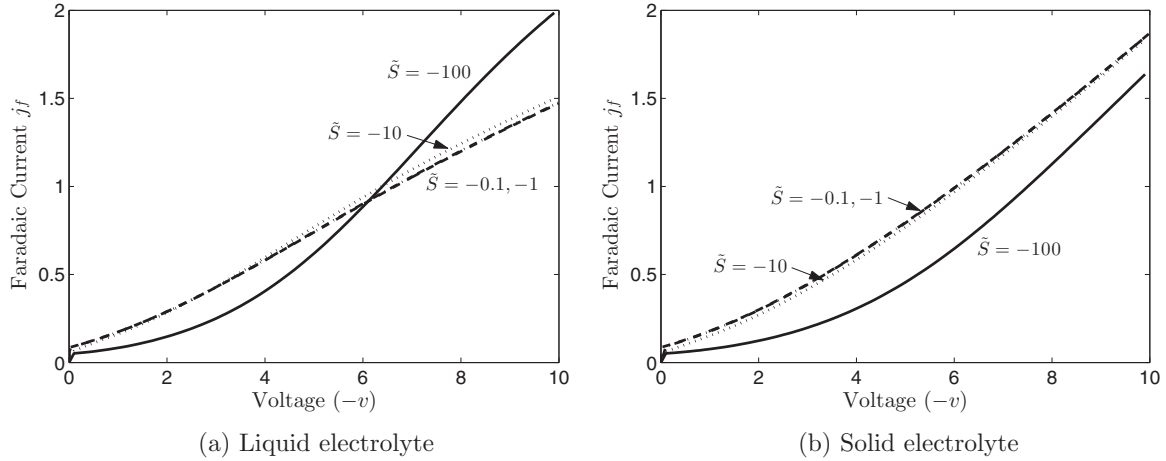 2
1.5
1
0.5
0
0 2 4 6 8 10
Faradaic Current j_f
Voltage (−v)
S̃ = −100
S̃ = −10
S̃ = −0.1, −1
(a) Liquid electrolyte
2
1.5
1
0.5
0
0 2 4 6 8 10
Faradaic Current j_f
Voltage (−v)
S̃ = −0.1, −1
S̃ = −10
S̃ = −100
(b) Solid electrolyte